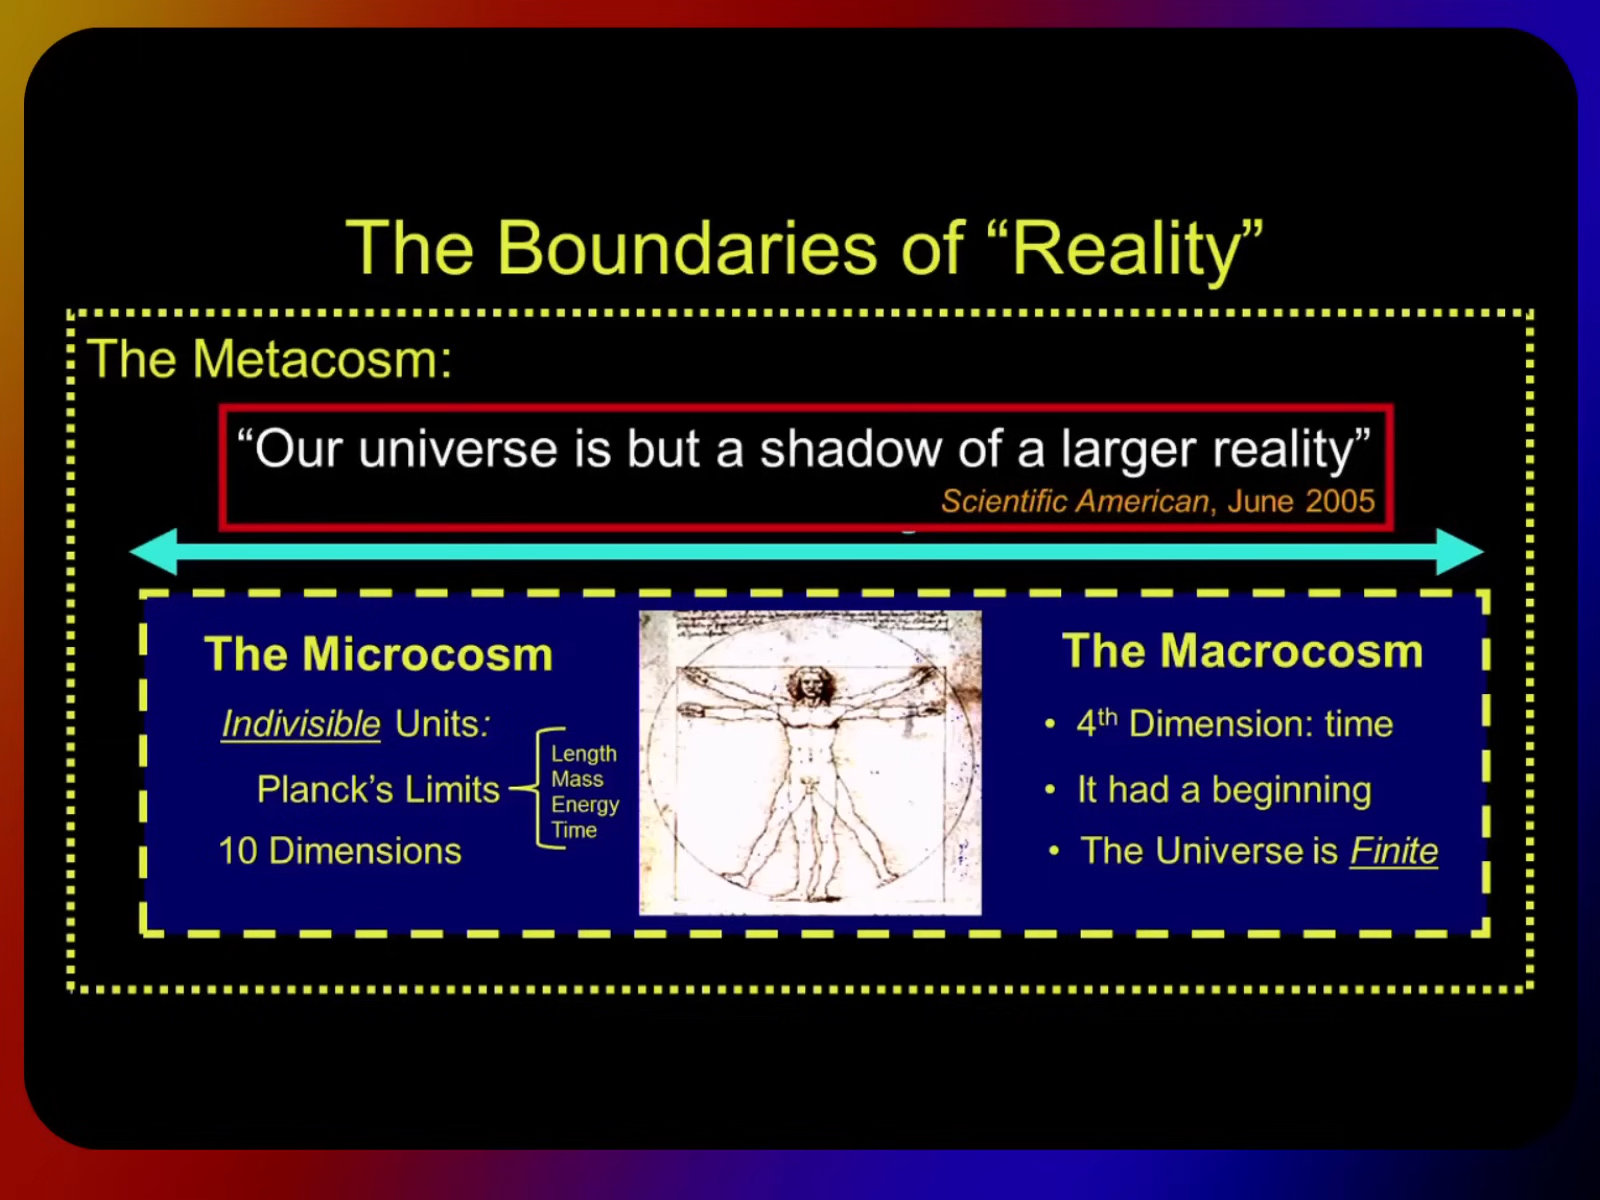 The Boundaries of “Reality”
The Metacosm:
“Our universe is but a shadow of a larger reality”
Scientific American, June 2005
The Microcosm
Indivisible Units:
Planck’s Limits
Length
Mass
Energy
Time
10 Dimensions
The Macrocosm
• 4th Dimension: time
• It had a beginning
• The Universe is Finite